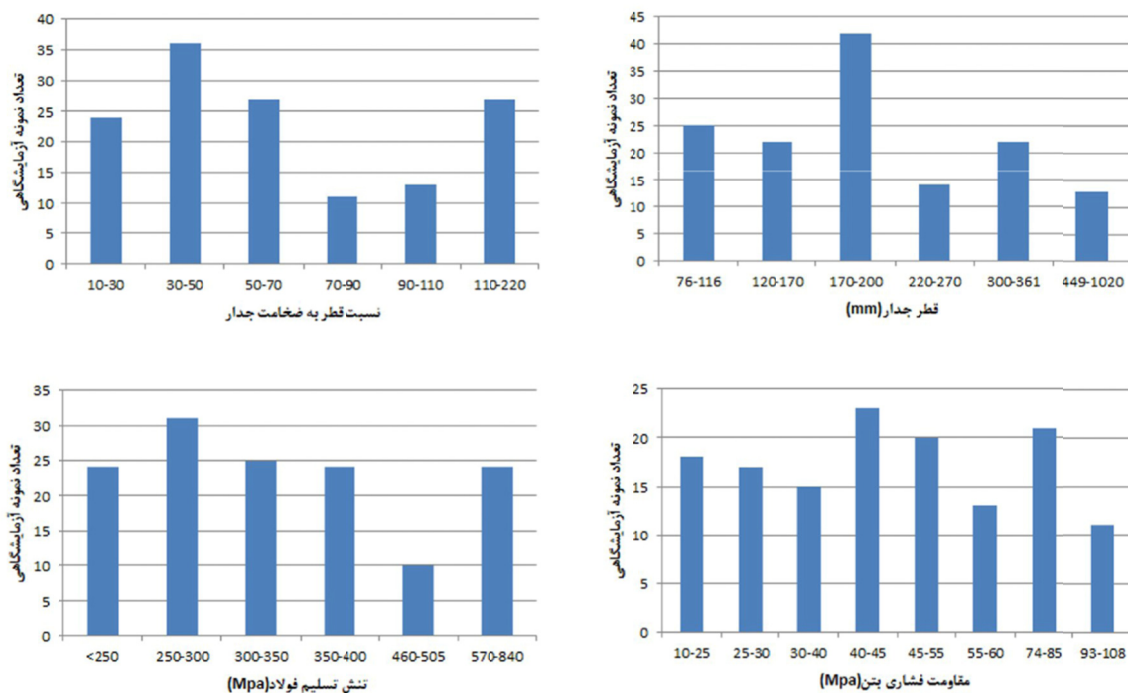 40
35
30
25
20
15
10
5
0
تعداد نمونه آزمایشگاهی
10-30 30-50 50-70 70-90 90-110 110-220
نسبت قطر به ضخامت جدار
45
40
35
30
25
20
15
10
5
0
تعداد نمونه آزمایشگاهی
76-116 120-170 170-200 220-270 300-361 449-1020
قطر جدار(mm)
35
30
25
20
15
10
5
0
تعداد نمونه آزمایشگاهی
<250 250-300 300-350 350-400 460-505 570-840
تنش تسلیم فولاد(Mpa)
25
20
15
10
5
0
تعداد نمونه آزمایشگاهی
10-25 25-30 30-40 40-45 45-55 55-60 74-85 93-108
مقاومت فشاری بتن(Mpa)